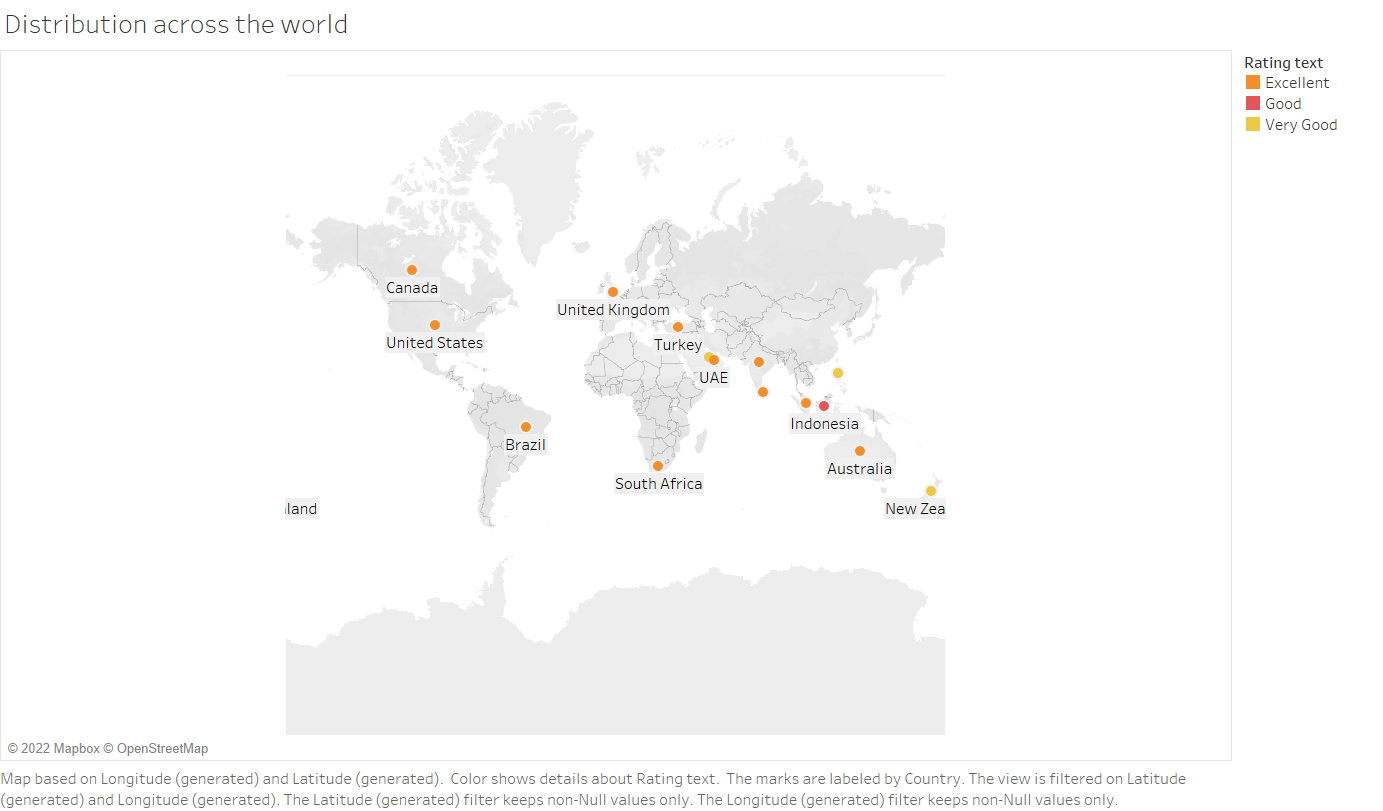 Distribution across the world
Rating text
Excellent
Good
Very Good
Canada
United Kingdom
United States
Turkey
UAE
Indonesia
Brazil
Australia
South Africa
land
New Zea
© 2022 Mapbox © OpenStreetMap
Map based on Longitude (generated) and Latitude (generated). Color shows details about Rating text. The marks are labeled by Country. The view is filtered on Latitude
(generated) and Longitude (generated). The Latitude (generated) filter keeps non-Null values only. The Longitude (generated) filter keeps non-Null values only.